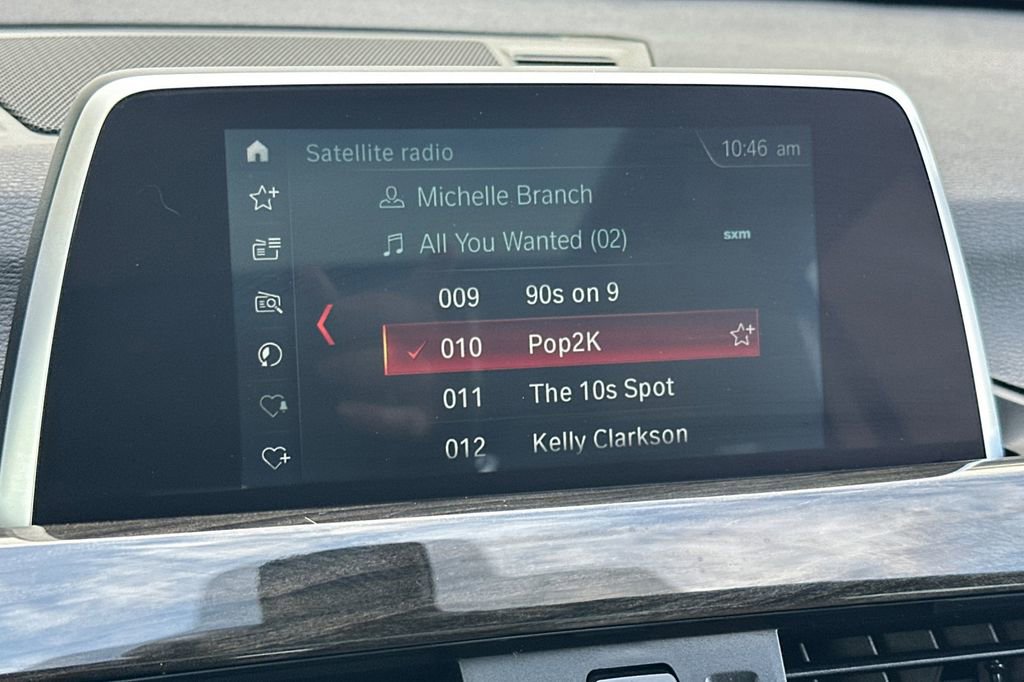 Satellite radio 10:46 am
Michelle Branch
All You Wanted (02) sxm
009 90s on 9
010 Pop2K
011 The 10s Spot
012 Kelly Clarkson